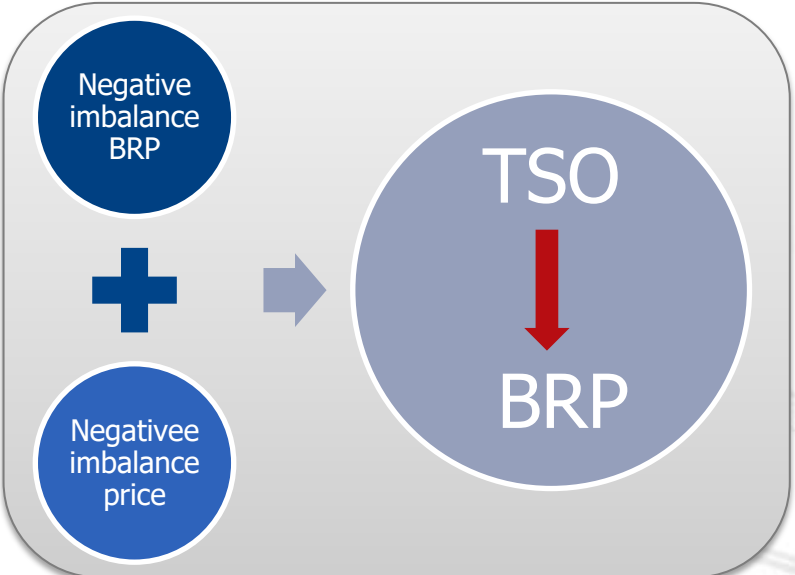 Negative
imbalance
BRP
Negativee
imbalance
price
TSO
BRP